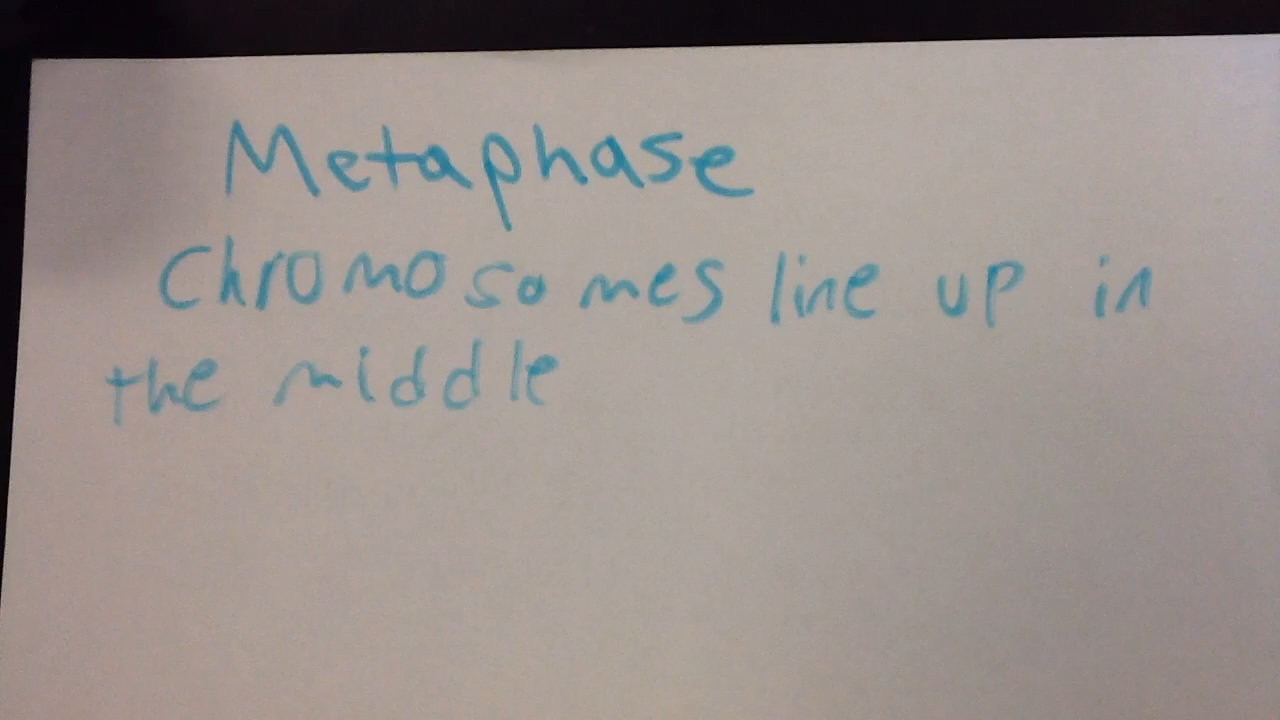 Metaphase
Chromosomes line up in
the middle